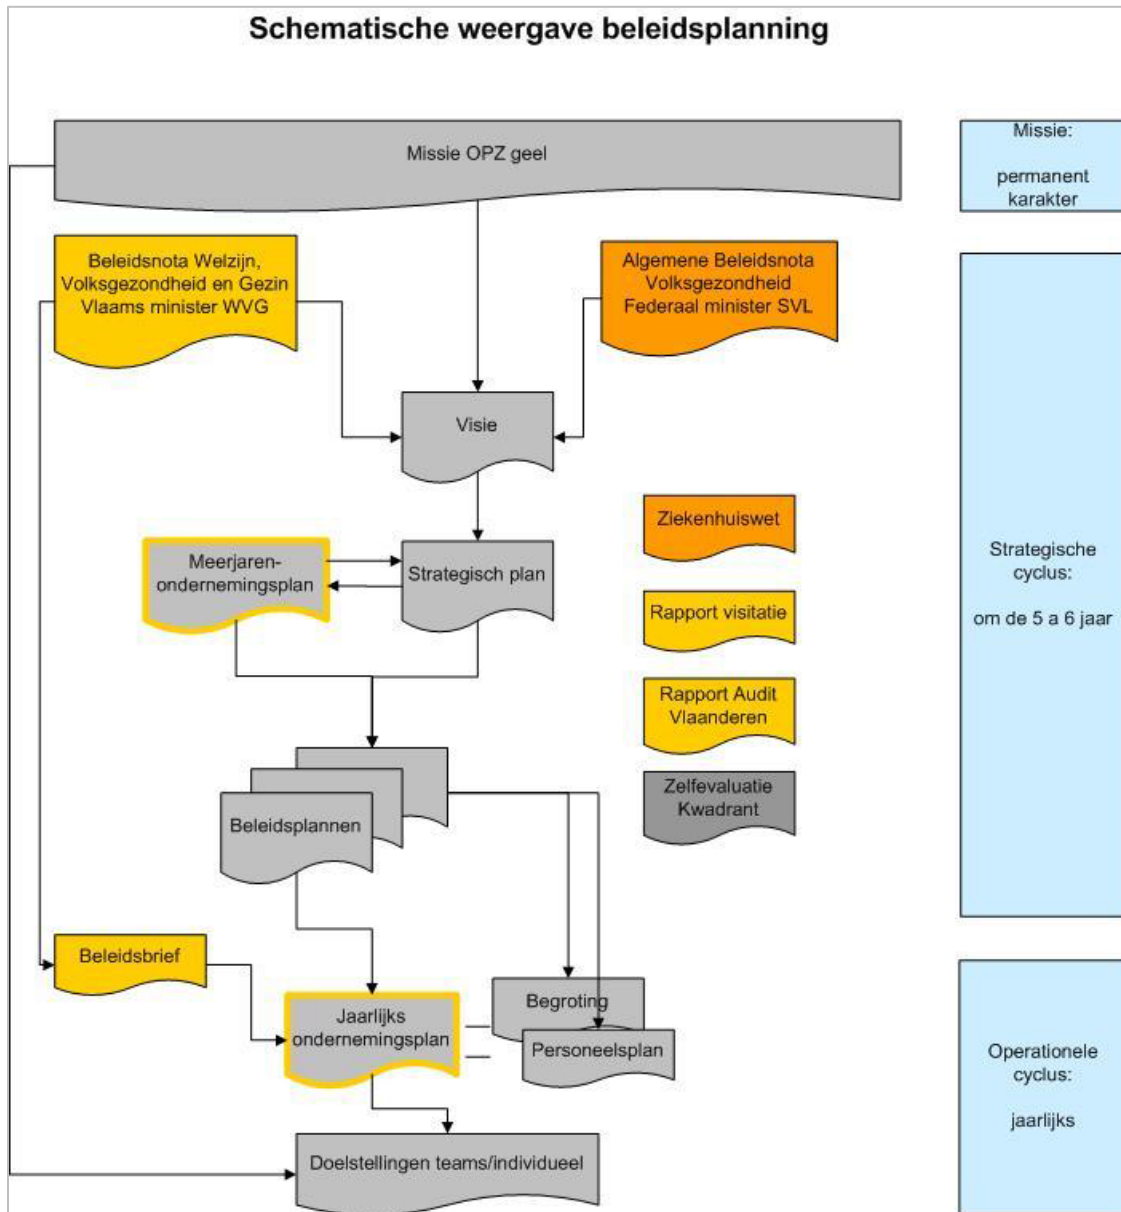 Schematische weergave beleidsplanning
Missie OPZ geel
Missie:
permanent
karakter
Beleidsnota Welzijn,
Volksgezondheid en Gezin
Vlaams minister WVG
Algemene Beleidsnota
Volksgezondheid
Federaal minister SVL
Visie
Ziekenhuiswet
Meerjaren-
ondernemingsplan
Strategisch plan
Strategische
cyclus:
om de 5 a 6 jaar
Rapport visitatie
Rapport Audit
Vlaanderen
Zelfevaluatie
Kwadrant
Beleidsplannen
Beleidsbrief
Jaarlijks
ondernemingsplan
Begroting
Personeelsplan
Operationele
cyclus:
jaarlijks
Doelstellingen teams/individueel